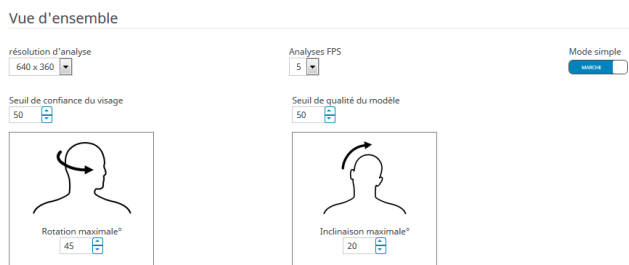 Vue d'ensemble
résolution d'analyse
Analyses FPS
Mode simple
640 x 360
5
MARCHE
Seuil de confiance du visage
Seuil de qualité du modèle
50
50
Rotation maximale°
Inclinaison maximale°
45
20